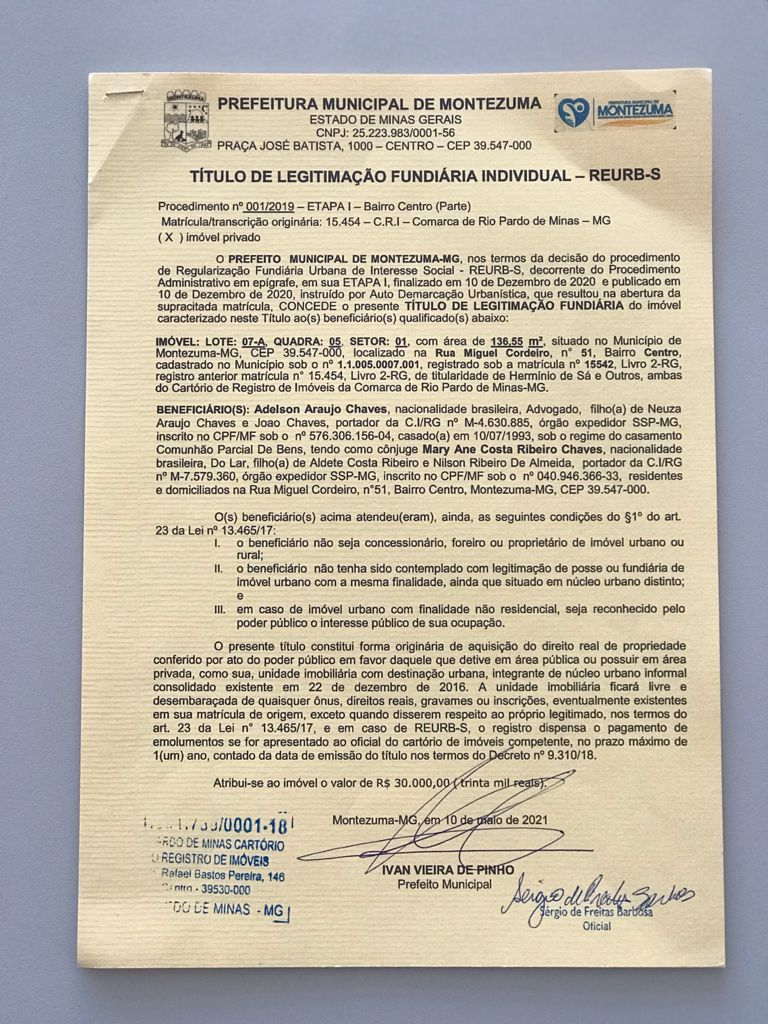 MONTEZUMA
PREFEITURA MUNICIPAL DE MONTEZUMA
ESTADO DE MINAS GERAIS
CNPJ: 25.223.983/0001-56
PRAÇA JOSÉ BATISTA, 1000 – CENTRO – CEP 39.547-000
PREFEITURA MUNICIPAL DE
MONTEZUMA
TÍTULO DE LEGITIMAÇÃO FUNDIÁRIA INDIVIDUAL – REURB-S
Procedimento nº 001/2019 – ETAPA I – Bairro Centro (Parte)
Matrícula/transcrição originária: 15.454 – C.R.I – Comarca de Rio Pardo de Minas – MG
( X ) imóvel privado
O PREFEITO MUNICIPAL DE MONTEZUMA-MG, nos termos da decisão do procedimento
de Regularização Fundiária Urbana de Interesse Social - REURB-S, decorrente do Procedimento
Administrativo em epígrafe, em sua ETAPA I, finalizado em 10 de Dezembro de 2020 e publicado em
10 de Dezembro de 2020, instruído por Auto Demarcação Urbanística, que resultou na abertura da
supracitada matrícula, CONCEDE o presente TÍTULO DE LEGITIMAÇÃO FUNDIÁRIA do imóvel
caracterizado neste Título ao(s) beneficiário(s) qualificado(s) abaixo:
IMÓVEL: LOTE: 07-A, QUADRA: 05, SETOR: 01, com área de 136,55 m², situado no Município de
Montezuma-MG, CEP 39.547-000, localizado na Rua Miguel Cordeiro, n° 51, Bairro Centro,
cadastrado no Município sob o nº 1.1.005.0007.001, registrado sob a matrícula nº 15542, Livro 2-RG,
registro anterior matrícula n° 15.454, Livro 2-RG, de titularidade de Hermínio de Sá e Outros, ambas
do Cartório de Registro de Imóveis da Comarca de Rio Pardo de Minas-MG.
BENEFICIÁRIO(S): Adelson Araujo Chaves, nacionalidade brasileira, Advogado, filho(a) de Neuza
Araujo Chaves e Joao Chaves, portador da C.I/RG nº M-4.630.885, órgão expedidor SSP-MG,
inscrito no CPF/MF sob o nº 576.306.156-04, casado(a) em 10/07/1993, sob o regime do casamento
Comunhão Parcial De Bens, tendo como cônjuge Mary Ane Costa Ribeiro Chaves, nacionalidade
brasileira, Do Lar, filho(a) de Aldete Costa Ribeiro e Nilson Ribeiro De Almeida, portador da C.I/RG
nº M-7.579.360, órgão expedidor SSP-MG, inscrito no CPF/MF sob o nº 040.946.366-33, residentes
e domiciliados na Rua Miguel Cordeiro, n°51, Bairro Centro, Montezuma-MG, CEP 39.547-000.
O(s) beneficiário(s) acima atendeu(eram), ainda, as seguintes condições do §1º do art.
23 da Lei nº 13.465/17:
I. o beneficiário não seja concessionário, foreiro ou proprietário de imóvel urbano ou
rural;
II. o beneficiário não tenha sido contemplado com legitimação de posse ou fundiária de
imóvel urbano com a mesma finalidade, ainda que situado em núcleo urbano distinto;
e
III. em caso de imóvel urbano com finalidade não residencial, seja reconhecido pelo
poder público o interesse público de sua ocupação.
O presente título constitui forma originária de aquisição do direito real de propriedade
conferido por ato do poder público em favor daquele que detive em área pública ou possuir em área
privada, como sua, unidade imobiliária com destinação urbana, integrante de núcleo urbano informal
consolidado existente em 22 de dezembro de 2016. A unidade imobiliária ficará livre e
desembaraçada de quaisquer ônus, direitos reais, gravames ou inscrições, eventualmente existentes
em sua matrícula de origem, exceto quando disserem respeito ao próprio legitimado, nos termos do
art. 23 da Lei n° 13.465/17, e em caso de REURB-S, o registro dispensa o pagamento de
emolumentos se for apresentado ao oficial do cartório de imóveis competente, no prazo máximo de
1(um) ano, contado da data de emissão do título nos termos do Decreto nº 9.310/18.
Atribui-se ao imóvel o valor de R$ 30.000,00 (trinta mil reais).
Montezuma-MG, em 10 de maio de 2021
IVAN VIEIRA DE PINHO
Prefeito Municipal
/0001-18
DE MINAS CARTÓRIO
REGISTRO DE IMÓVEIS
Rafael Bastos Pereira, 146
- 39530-000
DE MINAS - MG
Sérgio de Freitas Barbosa
Sérgio de Freitas Barbosa
Oficial